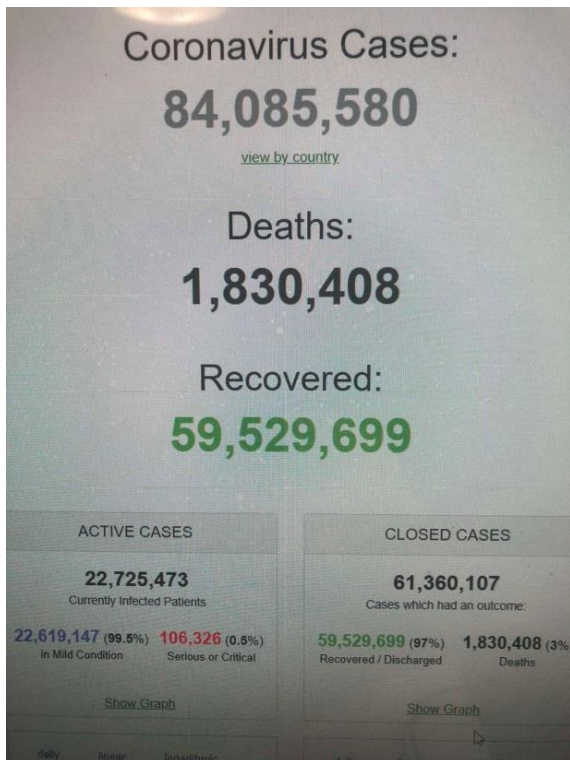 Coronavirus Cases:
84,085,580
view by country
Deaths:
1,830,408
Recovered:
59,529,699
ACTIVE CASES
22,725,473
Currently Infected Patients
22,619,147 (99.5%) 106,326 (0.5%)
in Mild Condition Serious or Critical
Show Graph
CLOSED CASES
61,360,107
Cases which had an outcome:
59,529,699 (97%) 1,830,408 (3%
Recovered / Discharged Deaths
Show Graph
daily linear logarithmic